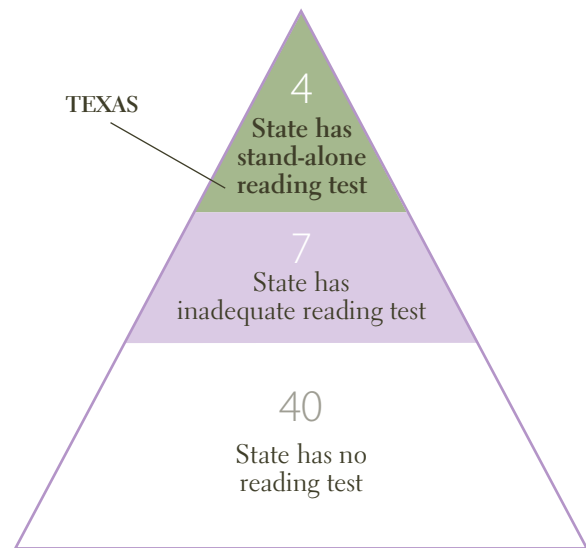 4
TEXAS
State has
stand-alone
reading test
7
State has
inadequate reading test
40
State has no
reading test